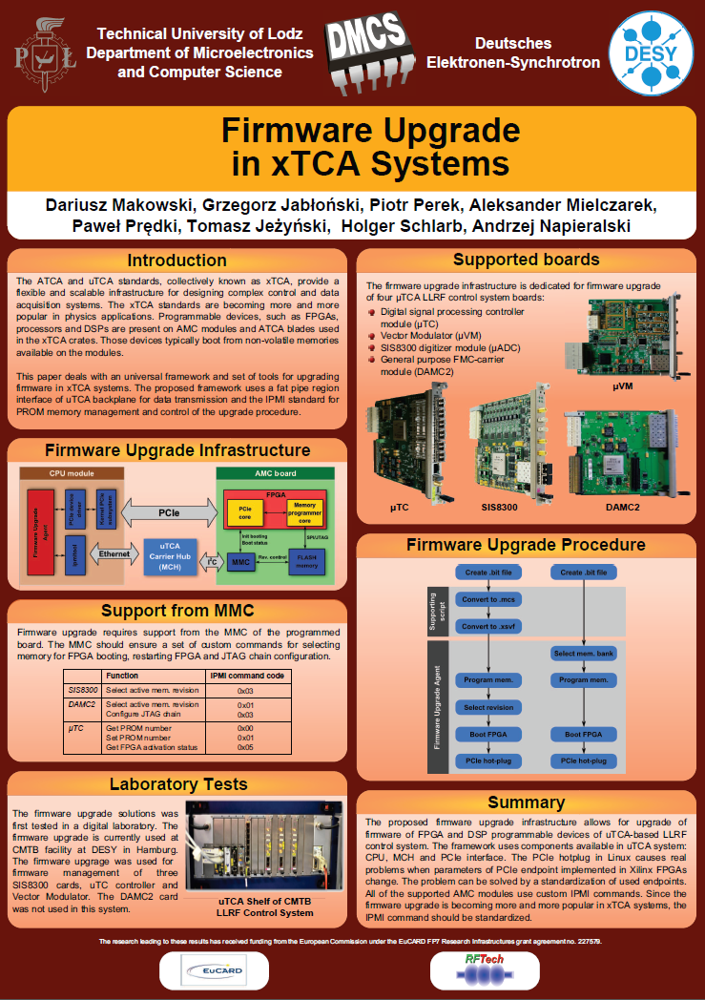 Technical University of Lodz
Department of Microelectronics
and Computer Science
P Ł
DMCS
Deutsches
Elektronen-Synchrotron
DESY
Firmware Upgrade
in xTCA Systems
Dariusz Makowski, Grzegorz Jabłoński, Piotr Perek, Aleksander Mielczarek,
Paweł Prędki, Tomasz Jeżyński, Holger Schlarb, Andrzej Napieralski
Introduction
The ATCA and uTCA standards, collectively known as xTCA, provide a
flexible and scalable infrastructure for designing complex control and data
acquisition systems. The xTCA standards are becoming more and more
popular in physics applications. Programmable devices, such as FPGAs,
processors and DSPs are present on AMC modules and ATCA blades used
in the xTCA crates. Those devices typically boot from non-volatile memories
available on the modules.
This paper deals with an universal framework and set of tools for upgrading
firmware in xTCA systems. The proposed framework uses a fat pipe region
interface of uTCA backplane for data transmission and the IPMI standard for
PROM memory management and control of the upgrade procedure.
Firmware Upgrade Infrastructure
CPU module
AMC board
Firmware Upgrade
Agent
PCIe device
driver
Kernel PCIe
subsystem
ipmitool
PCIe
Ethernet
uTCA
Carrier Hub
(MCH)
I²C
FPGA
PCIe
core
Memory
programmer
core
Init booting
Boot status
SPI/JTAG
MMC
Rev. control
FLASH
memory
Support from MMC
Firmware upgrade requires support from the MMC of the programmed
board. The MMC should ensure a set of custom commands for selecting
memory for FPGA booting, restarting FPGA and JTAG chain configuration.
Function IPMI command code
SIS8300 Select active mem. revision 0x03
DAMC2 Select active mem. revision 0x01
Configure JTAG chain 0x03
µTC Get PROM number 0x00
Set PROM number 0x01
Get FPGA activation status 0x05
Laboratory Tests
The firmware upgrade solutions was
first tested in a digital laboratory. The
firmware upgrade is currently used at
CMTB facility at DESY in Hamburg.
The firmware upgrage was used for
firmware management of three
SIS8300 cards, uTC controller and
Vector Modulator. The DAMC2 card
was not used in this system.
uTCA Shelf of CMTB
LLRF Control System
Supported boards
The firmware upgrade infrastructure is dedicated for firmware upgrade
of four µTCA LLRF control system boards:
Digital signal processing controller
module (µTC)
Vector Modulator (µVM)
SIS8300 digitizer module (µADC)
General purpose FMC-carrier
module (DAMC2)
µVM
µTC
SIS8300
DAMC2
Firmware Upgrade Procedure
Supporting
script
Firmware Upgrade Agent
Create .bit file Create .bit file
Convert to .mcs
Convert to .xsvf
Select mem. bank
Program mem. Program mem.
Select revision
Boot FPGA Boot FPGA
PCIe hot-plug PCIe hot-plug
Summary
The proposed firmware upgrade infrastructure allows for upgrade of
firmware of FPGA and DSP programmable devices of uTCA-based LLRF
control system. The framework uses components available in uTCA system:
CPU, MCH and PCIe interface. The PCIe hotplug in Linux causes real
problems when parameters of PCIe endpoint implemented in Xilinx FPGAs
change. The problem can be solved by a standardization of used endpoints.
All of the supported AMC modules use custom IPMI commands. Since the
firmware upgrade is becoming more and more popular in xTCA systems, the
IPMI command should be standardized.
The research leading to these results has received funding from the European Commission under the EuCARD FP7 Research Infrastructures grant agreement no. 227579.
EuCARD
RFTech